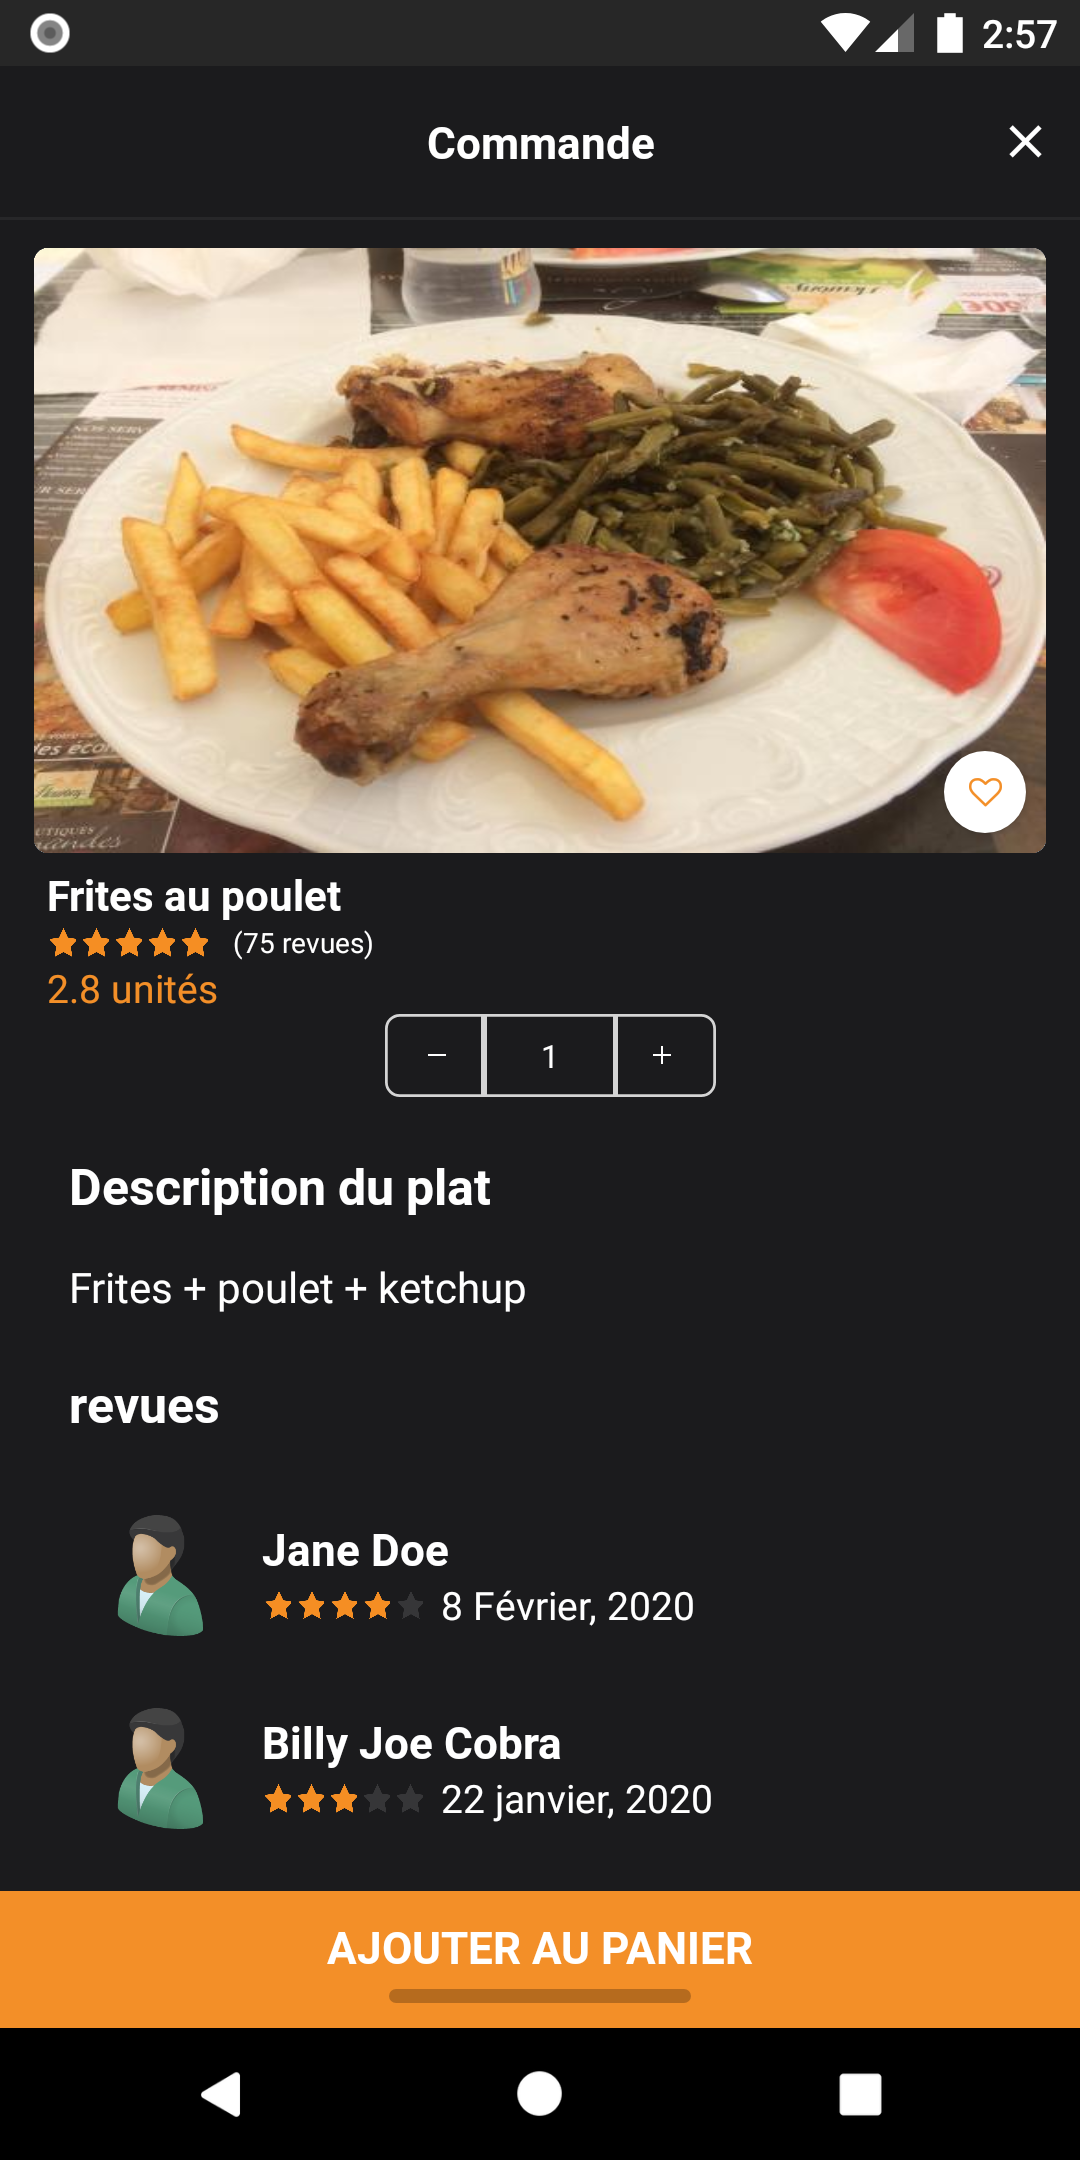 2:57
Commande
Frites au poulet
(75 revues)
2.8 unités
1
Description du plat
Frites + poulet + ketchup
revues
Jane Doe
8 Février, 2020
Billy Joe Cobra
22 janvier, 2020
AJOUTER AU PANIER